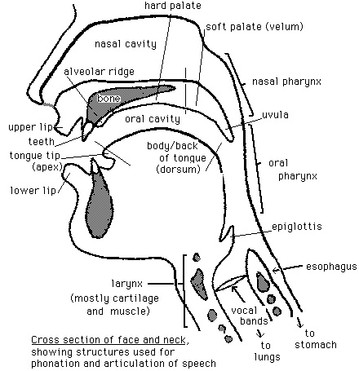 hard palate
soft palate (velum)
nasal cavity
alveolar ridge
nasal pharynx
bone
upper lip
oral cavity
uvula
teeth
tongue tip
(apex)
body/back
of tongue
(dorsum)
oral
pharynx
lower lip
epiglottis
esophagus
larynx
(mostly cartilage
and muscle)
vocal
bands
to
lungs
to
stomach
Cross section of face and neck,
showing structures used for
phonation and articulation of speech